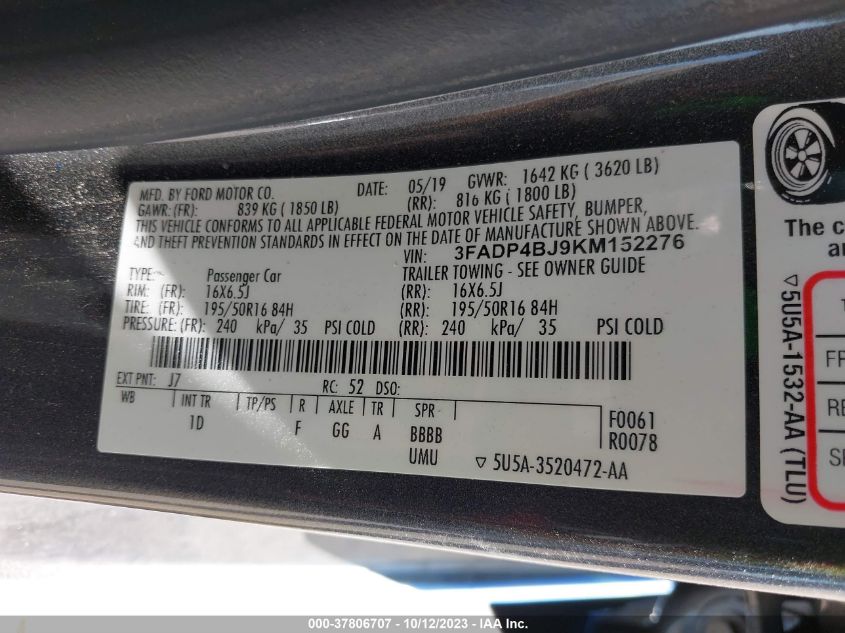 MFD. BY FORD MOTOR CO. DATE: 05/19 GVWR: 1642 KG ( 3620 LB)
GAWR: (FR): 839 KG ( 1850 LB) (RR): 816 KG ( 1800 LB)
THIS VEHICLE CONFORMS TO ALL APPLICABLE FEDERAL MOTOR VEHICLE SAFETY, BUMPER,
AND THEFT PREVENTION STANDARDS IN EFFECT ON THE DATE OF MANUFACTURE SHOWN ABOVE.
VIN: 3FADP4BJ9KM152276
TYPE: Passenger Car TRAILER TOWING - SEE OWNER GUIDE
RIM: (FR): 16X6.5J (RR): 16X6.5J
TIRE: (FR): 195/50R16 84H (RR): 195/50R16 84H
PRESSURE: (FR): 240 kPa/ 35 PSI COLD (RR): 240 kPa/ 35 PSI COLD
EXT PNT: J7 RC: 52 DSO:
WB INT TR TP/PS R AXLE TR SPR
1D F GG A BBBB
UMU
F0061
R0078
▽ 5U5A-3520472-AA
The c
a
▽5U5A-1532-AA (TLU)
FR
RE
S
000-37806707 - 10/12/2023 - IAA Inc.